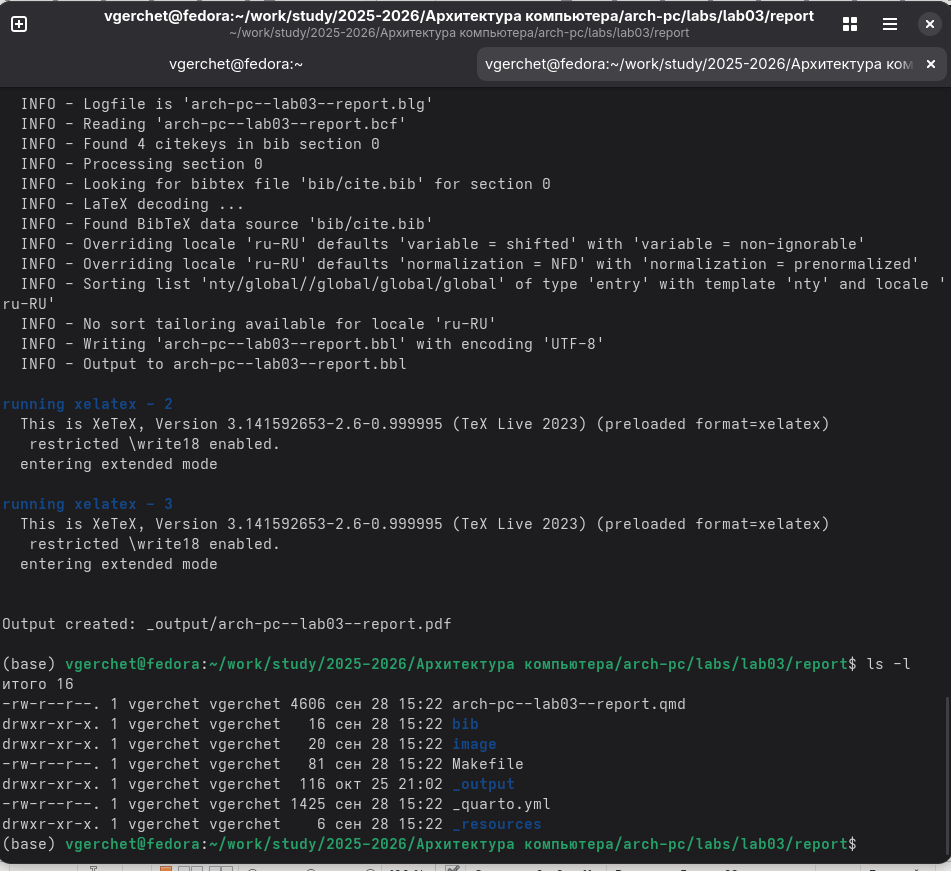 vgerchet@fedora:~/work/study/2025-2026/Архитектура компьютера/arch-pc/labs/lab03/report
~/work/study/2025-2026/Архитектура компьютера/arch-pc/labs/lab03/report
vgerchet@fedora:~
vgerchet@fedora:~/work/study/2025-2026/Архитектура ком
INFO - Logfile is 'arch-pc--lab03--report.blg'
INFO - Reading 'arch-pc--lab03--report.bcf'
INFO - Found 4 citekeys in bib section 0
INFO - Processing section 0
INFO - Looking for bibtex file 'bib/cite.bib' for section 0
INFO - LaTeX decoding ...
INFO - Found BibTeX data source 'bib/cite.bib'
INFO - Overriding locale 'ru-RU' defaults 'variable = shifted' with 'variable = non-ignorable'
INFO - Overriding locale 'ru-RU' defaults 'normalization = NFD' with 'normalization = prenormalized'
INFO - Sorting list 'nty/global//global/global/global' of type 'entry' with template 'nty' and locale '
ru-RU'
INFO - No sort tailoring available for locale 'ru-RU'
INFO - Writing 'arch-pc--lab03--report.bbl' with encoding 'UTF-8'
INFO - Output to arch-pc--lab03--report.bbl
running xelatex - 2
This is XeTeX, Version 3.141592653-2.6-0.999995 (TeX Live 2023) (preloaded format=xelatex)
restricted \write18 enabled.
entering extended mode
running xelatex - 3
This is XeTeX, Version 3.141592653-2.6-0.999995 (TeX Live 2023) (preloaded format=xelatex)
restricted \write18 enabled.
entering extended mode
Output created: _output/arch-pc--lab03--report.pdf
(base) vgerchet@fedora:~/work/study/2025-2026/Архитектура компьютера/arch-pc/labs/lab03/report$ ls -l
итого 16
-rw-r--r--. 1 vgerchet vgerchet 4606 сен 28 15:22 arch-pc--lab03--report.qmd
drwxr-xr-x. 1 vgerchet vgerchet   16 сен 28 15:22 bib
drwxr-xr-x. 1 vgerchet vgerchet   20 сен 28 15:22 image
-rw-r--r--. 1 vgerchet vgerchet   81 сен 28 15:22 Makefile
drwxr-xr-x. 1 vgerchet vgerchet  116 окт 25 21:02 _output
-rw-r--r--. 1 vgerchet vgerchet 1425 сен 28 15:22 _quarto.yml
drwxr-xr-x. 1 vgerchet vgerchet    6 сен 28 15:22 _resources
(base) vgerchet@fedora:~/work/study/2025-2026/Архитектура компьютера/arch-pc/labs/lab03/report$